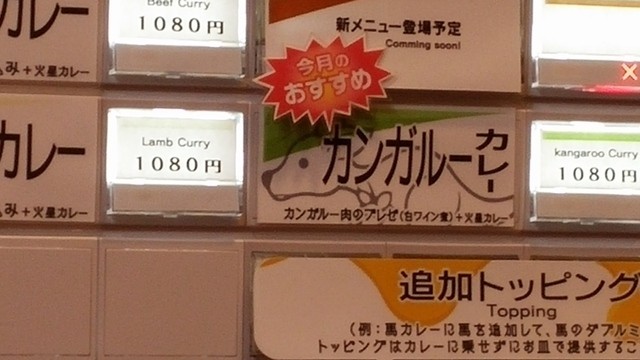 Beef Curry
1080円
カレー
み+火星カレー
新メニュー登場予定
Comming soon!
今月の
おすすめ
カレー
み+火星カレー
Lamb Curry
1080円
カンガルーカレー
カンガルー肉のブレゼ(白ワイン煮)+火星カレー
kangaroo Curry
1080円
追加トッピング
Topping
(例:馬カレーに馬を追加して、馬のダブルミ
トッピングはカレーに乗せずにお皿で提供するこ